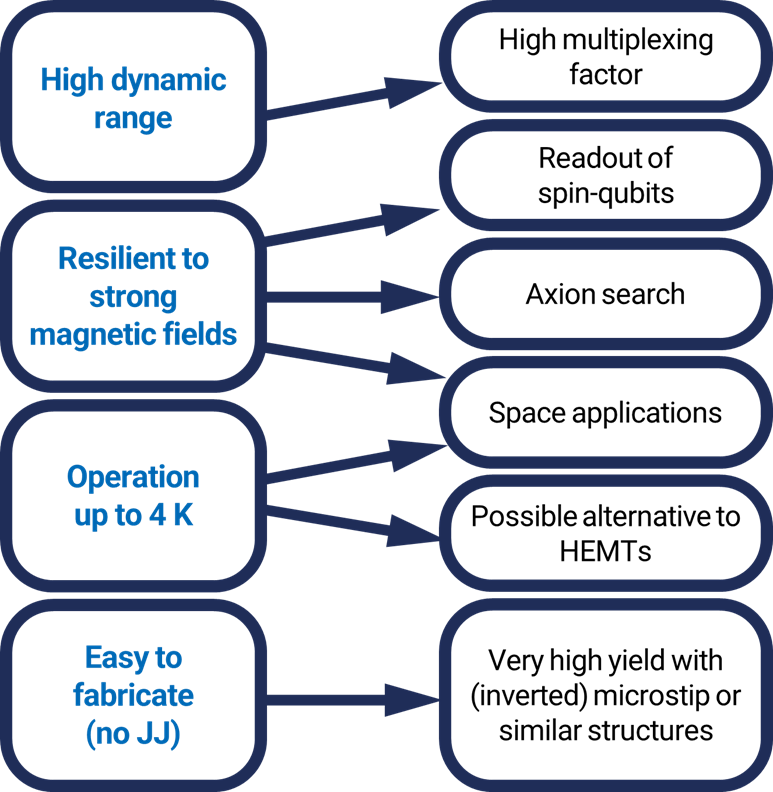 High dynamic
range
High multiplexing
factor
Resilient to
strong
magnetic fields
Readout of
spin-qubits
Axion search
Space applications
Operation
up to 4 K
Possible alternative to
HEMTs
Easy to
fabricate
(no JJ)
Very high yield with
(inverted) microstip or
similar structures